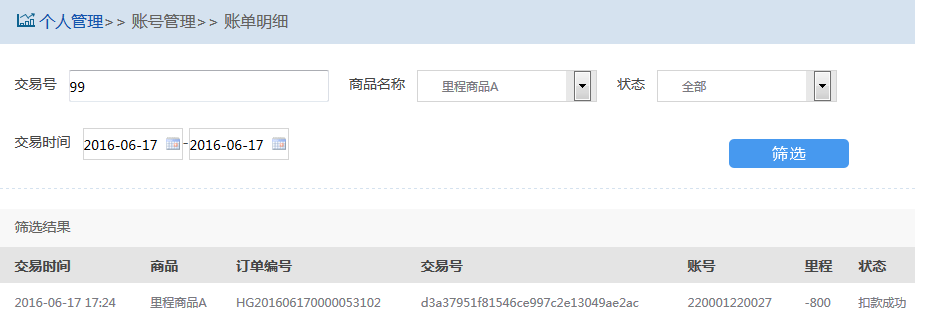 个人管理>> 账号管理>> 账单明细
交易号 99 商品名称 里程商品A 状态 全部
交易时间 2016-06-17 - 2016-06-17 筛选
筛选结果
交易时间 商品 订单编号 交易号 账号 里程 状态
2016-06-17 17:24 里程商品A HG201606170000053102 d3a37951f81546ce997c2e13049ae2ac 220001220027 -800 扣款成功